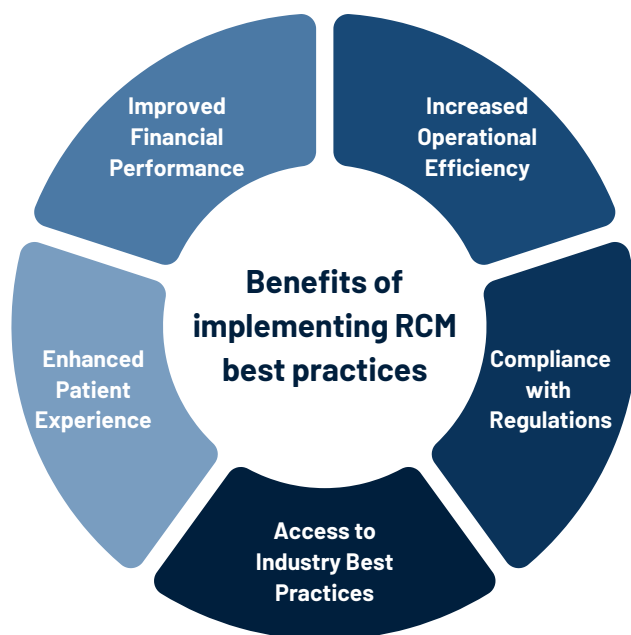 Improved
Financial
Performance
Increased
Operational
Efficiency
Benefits of
implementing RCM
best practices
Enhanced
Patient
Experience
Compliance
with
Regulations
Access to
Industry Best
Practices